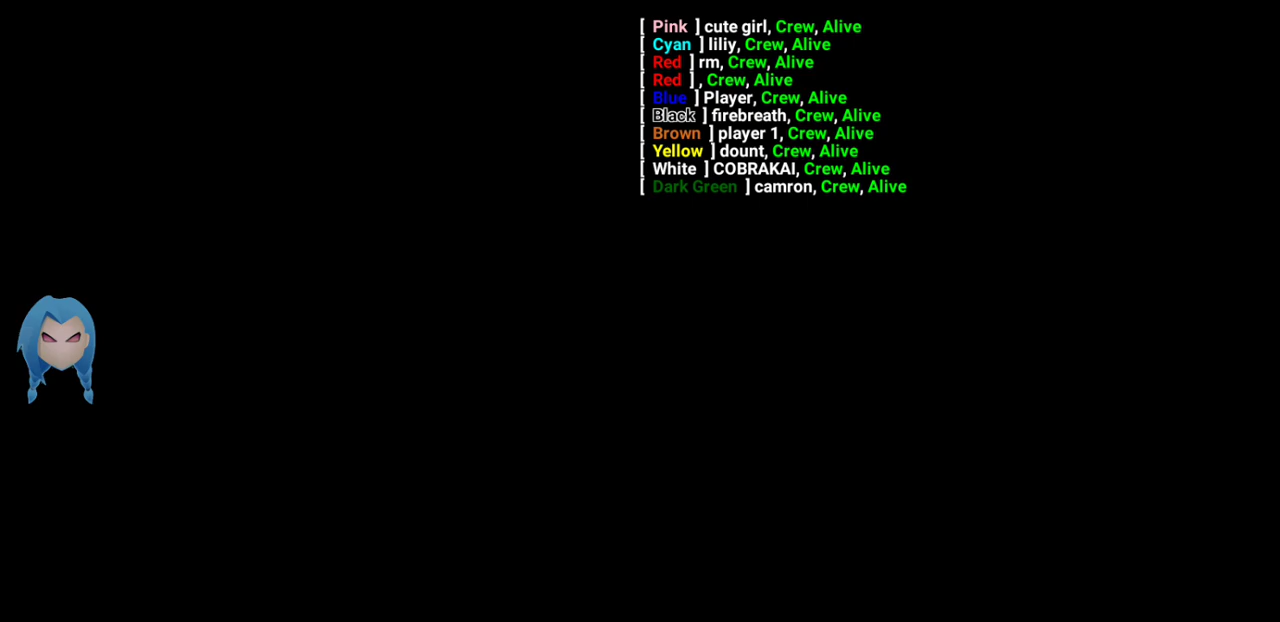 [ Pink ] cute girl, Crew, Alive
[ Cyan ] liliy, Crew, Alive
[ Red ] rm, Crew, Alive
[ Red ] , Crew, Alive
[ Blue ] Player, Crew, Alive
[ Black ] firebreath, Crew, Alive
[ Brown ] player 1, Crew, Alive
[ Yellow ] dount, Crew, Alive
[ White ] COBRAKAI, Crew, Alive
[ Dark Green ] camron, Crew, Alive